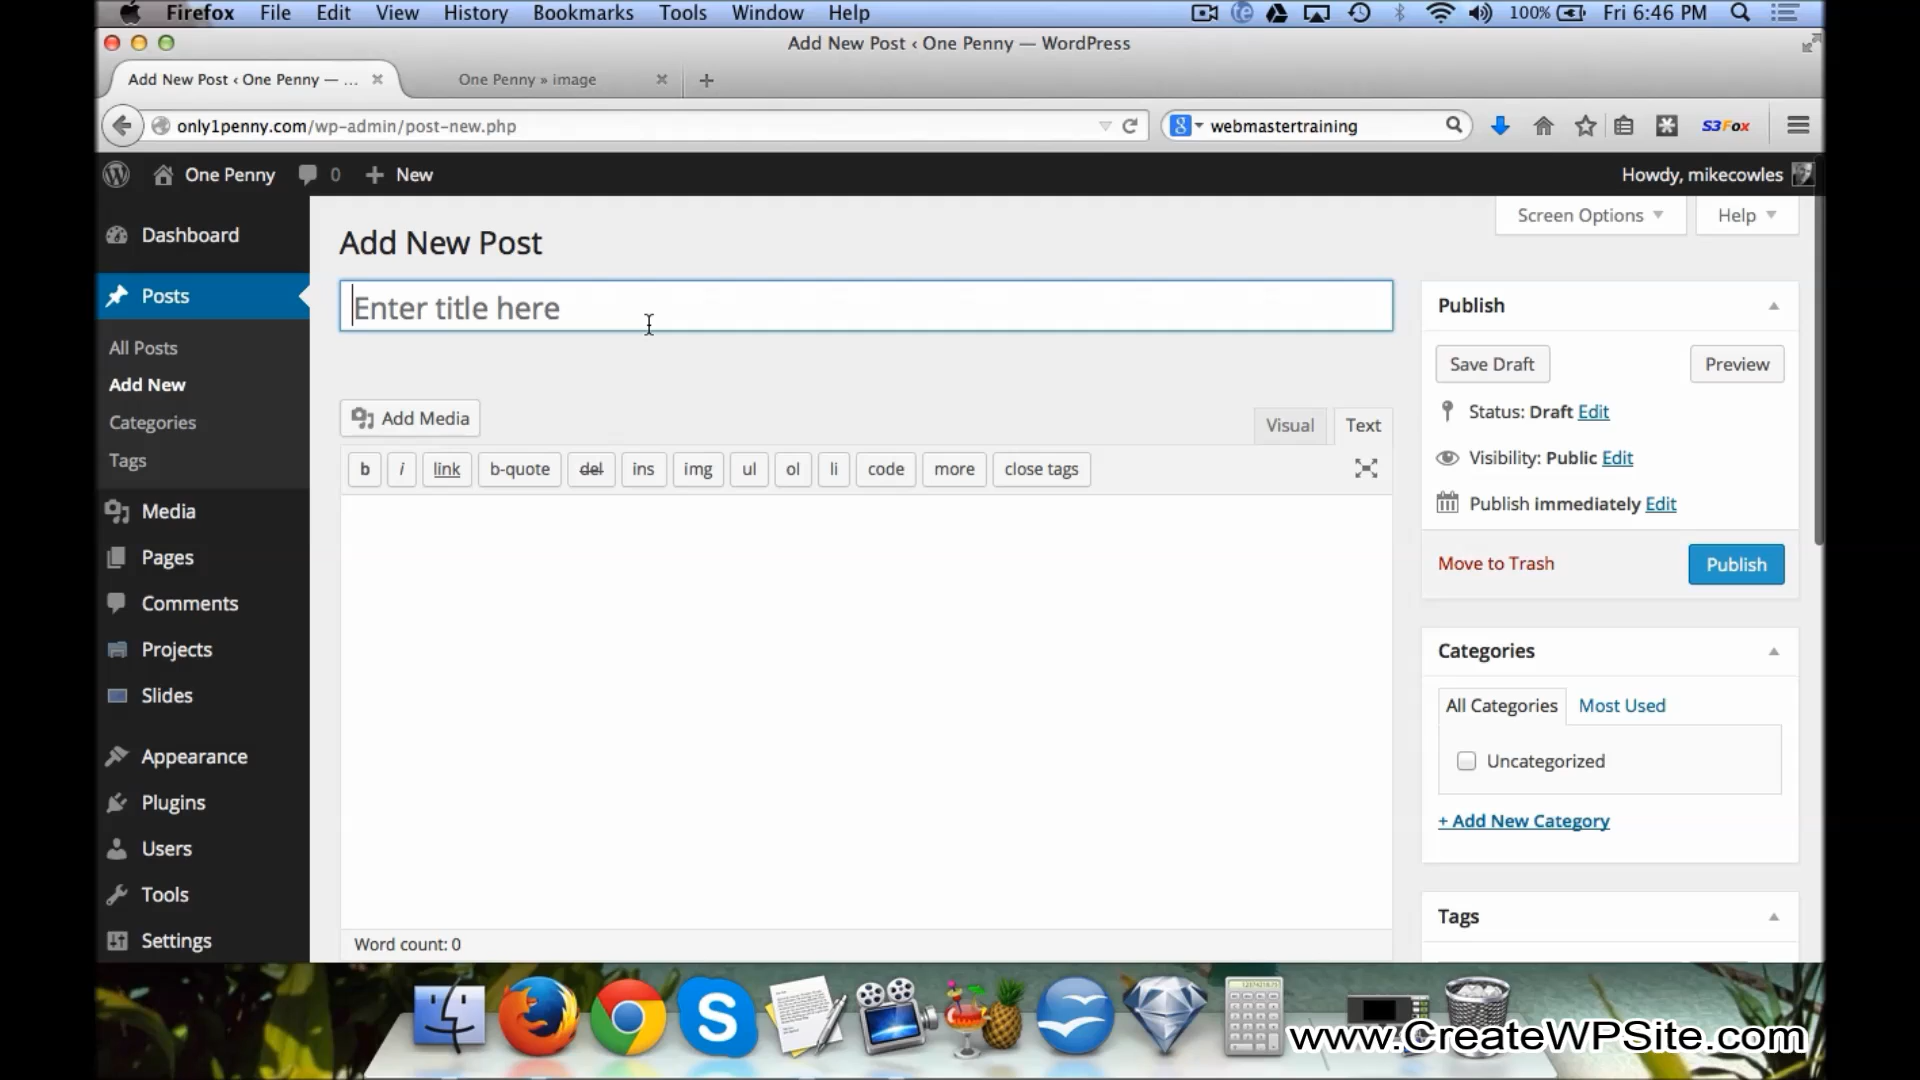 Firefox File Edit View History Bookmarks Tools Window Help 100% Fri 6:46 PM
Add New Post ‹ One Penny — WordPress
Add New Post ‹ One Penny — ... One Penny » image
only1penny.com/wp-admin/post-new.php webmastertraining S3Fox
One Penny 0 + New Howdy, mikecowles
Screen Options Help
Dashboard
Posts
All Posts
Add New
Categories
Tags
Media
Pages
Comments
Projects
Slides
Appearance
Plugins
Users
Tools
Settings
Add New Post
Enter title here
Add Media
Visual Text
b i link b-quote del ins img ul ol li code more close tags
Word count: 0
Publish
Save Draft Preview
Status: Draft Edit
Visibility: Public Edit
Publish immediately Edit
Move to Trash Publish
Categories
All Categories Most Used
Uncategorized
+ Add New Category
Tags
www.CreateWPSite.com